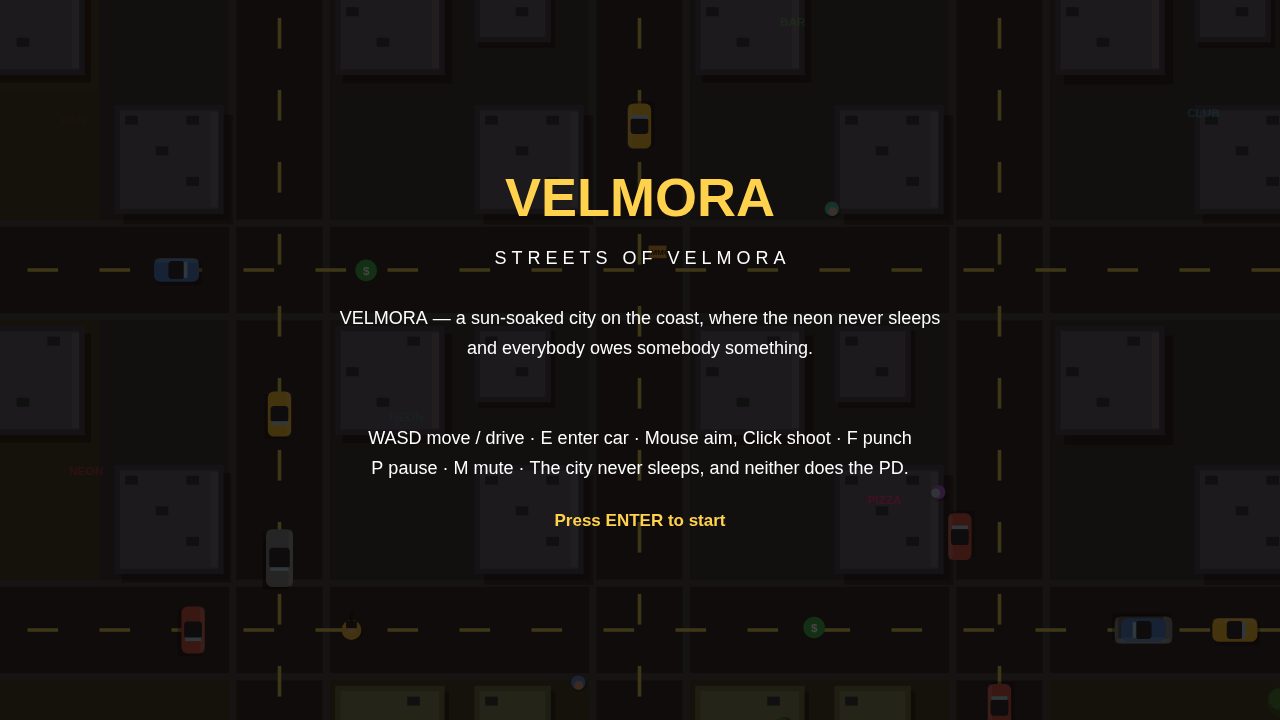 BAR
CLUB
VELMORA
STREETS OF VELMORA
$
VELMORA — a sun-soaked city on the coast, where the neon never sleeps
and everybody owes somebody something.
NEON
WASD move / drive · E enter car · Mouse aim, Click shoot · F punch
P pause · M mute · The city never sleeps, and neither does the PD.
NEON
PIZZA
Press ENTER to start
$